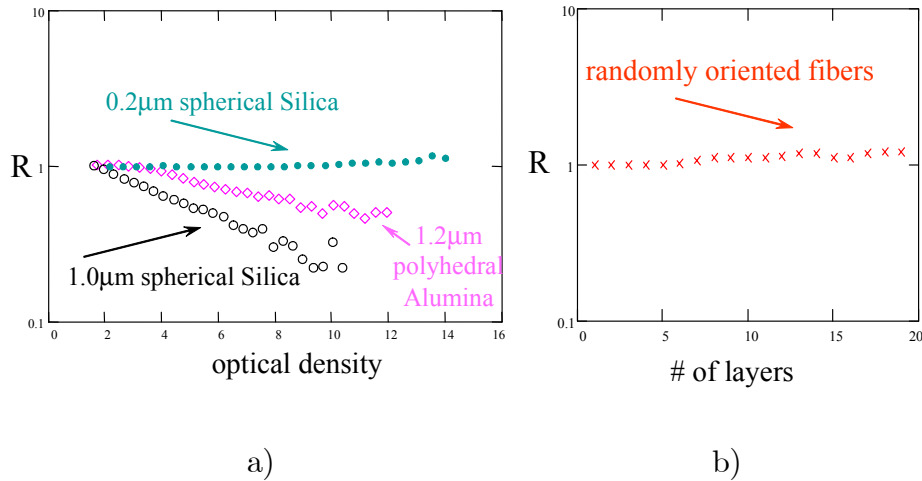 10
R
1
0.1
0.2μm spherical Silica
1.0μm spherical Silica
1.2μm
polyhedral
Alumina
0 2 4 6 8 10 12 14 16
optical density
a)
10
R
1
0.1
randomly oriented fibers
0 5 10 15 20
# of layers
b)